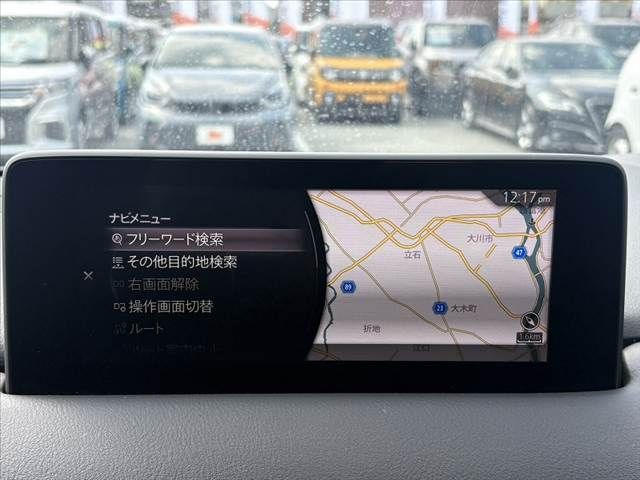 12:17 pm
ナビメニュー
フリーワード検索
その他目的地検索
右画面解除
操作画面切替
ルート
大川市
47
立石
89
23
大木町
折地
1.6km